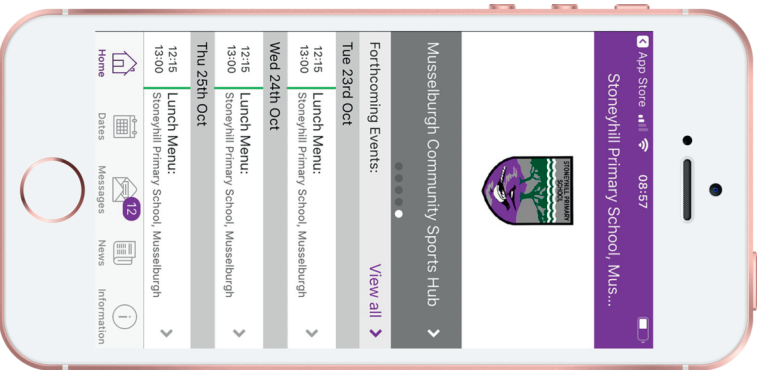 App Store 08:57
Stoneyhill Primary School, Mus...
STONEYHILL PRIMARY
SCHOOL
Musselburgh Community Sports Hub
Forthcoming Events: View all
Tue 23rd Oct
12:15 Lunch Menu:
13:00 Stoneyhill Primary School, Musselburgh
Wed 24th Oct
12:15 Lunch Menu:
13:00 Stoneyhill Primary School, Musselburgh
Thu 25th Oct
12:15 Lunch Menu:
13:00 Stoneyhill Primary School, Musselburgh
12
Home Dates Messages News Information